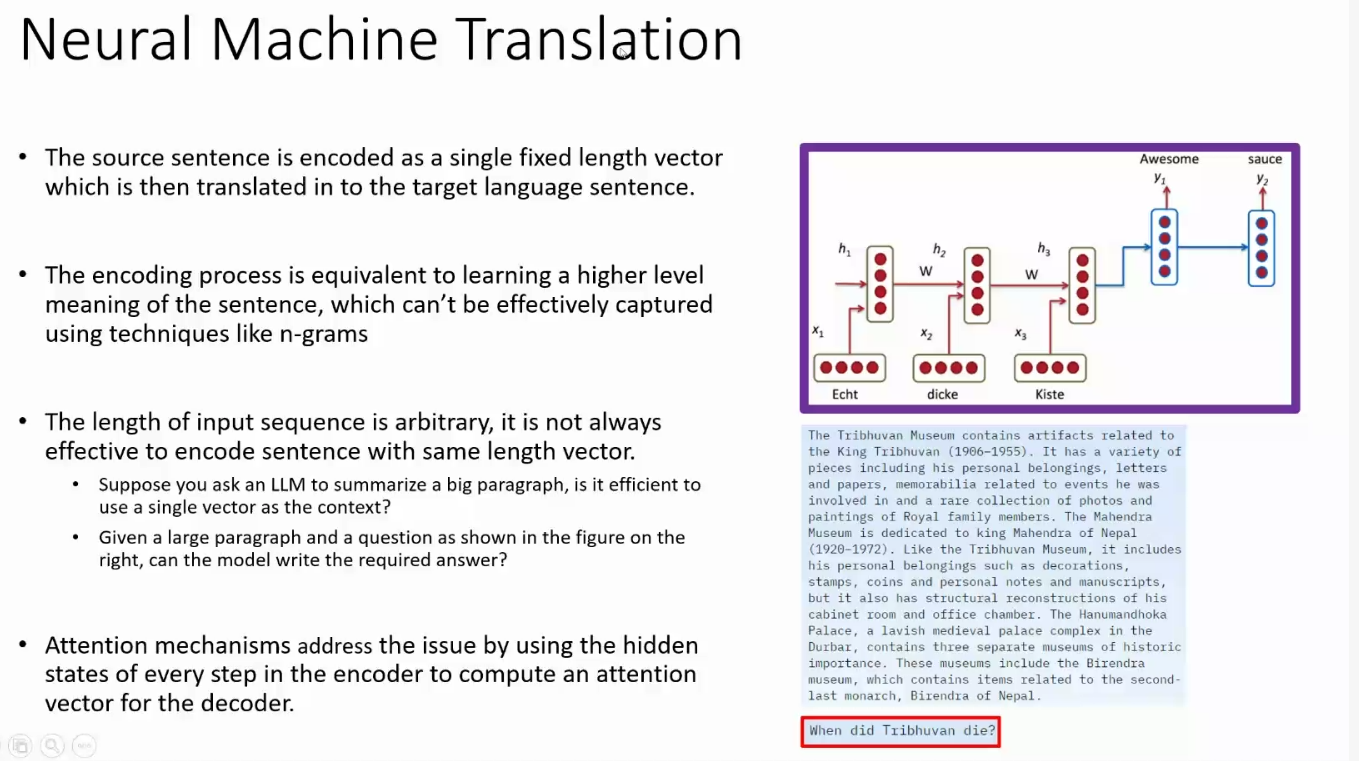 Neural Machine Translation
• The source sentence is encoded as a single fixed length vector
which is then translated in to the target language sentence.
• The encoding process is equivalent to learning a higher level
meaning of the sentence, which can't be effectively captured
using techniques like n-grams
• The length of input sequence is arbitrary, it is not always
effective to encode sentence with same length vector.
• Suppose you ask an LLM to summarize a big paragraph, is it efficient to
use a single vector as the context?
• Given a large paragraph and a question as shown in the figure on the
right, can the model write the required answer?
• Attention mechanisms address the issue by using the hidden
states of every step in the encoder to compute an attention
vector for the decoder.
Awesome sauce
y1 y2
h1 h2 h3
W W
x1 x2 x3
Echt dicke Kiste
The Tribhuvan Museum contains artifacts related to
the King Tribhuvan (1906–1955). It has a variety of
pieces including his personal belongings, letters
and papers, memorabilia related to events he was
involved in and a rare collection of photos and
paintings of Royal family members. The Mahendra
Museum is dedicated to king Mahendra of Nepal
(1920–1972). Like the Tribhuvan Museum, it includes
his personal belongings such as decorations,
stamps, coins and personal notes and manuscripts,
but it also has structural reconstructions of his
cabinet room and office chamber. The Hanumandhoka
Palace, a lavish medieval palace complex in the
Durbar, contains three separate museums of historic
importance. These museums include the Birendra
museum, which contains items related to the second-
last monarch, Birendra of Nepal.
When did Tribhuvan die?